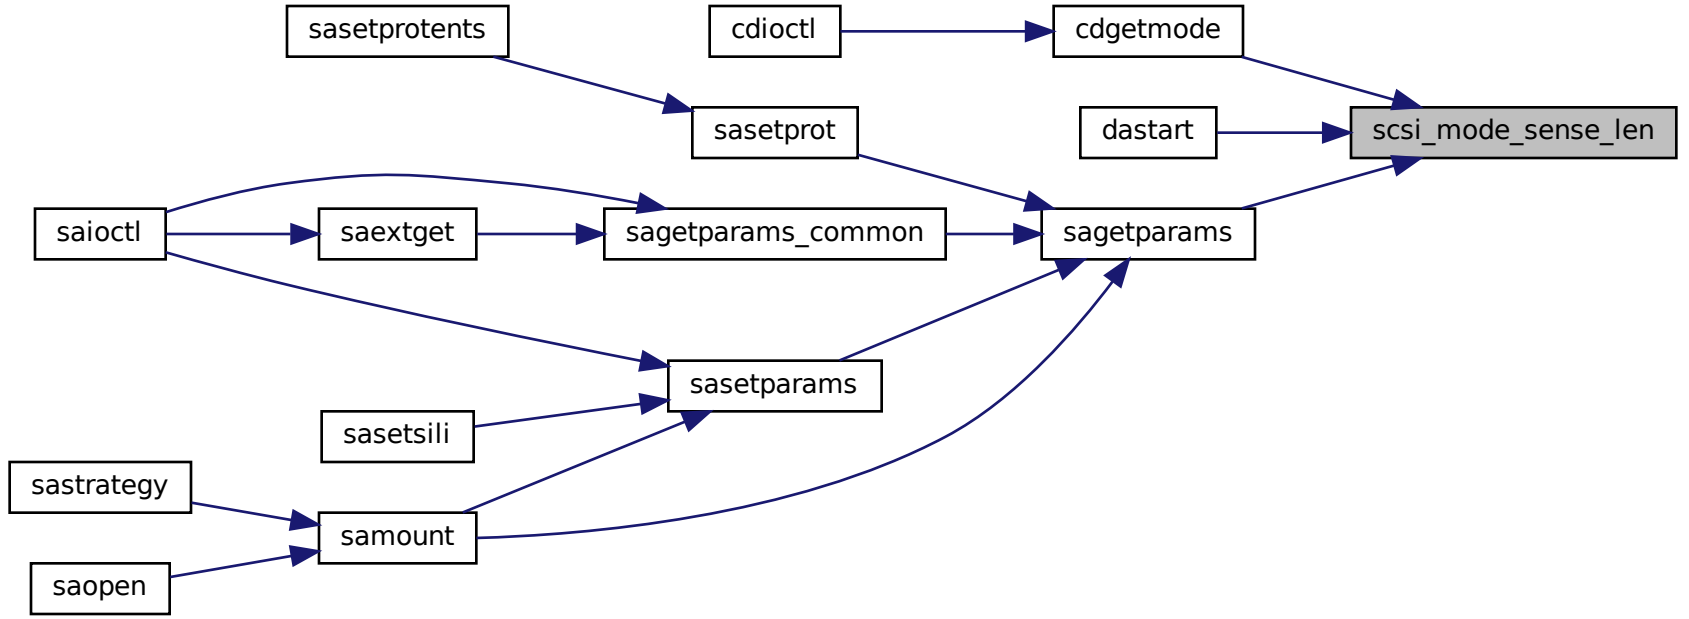 sasetprotents
cdioctl
cdgetmode
sasetprot
dastart
scsi_mode_sense_len
saioctl
saextget
sagetparams_common
sagetparams
sasetparams
sasetsili
sastrategy
samount
saopen